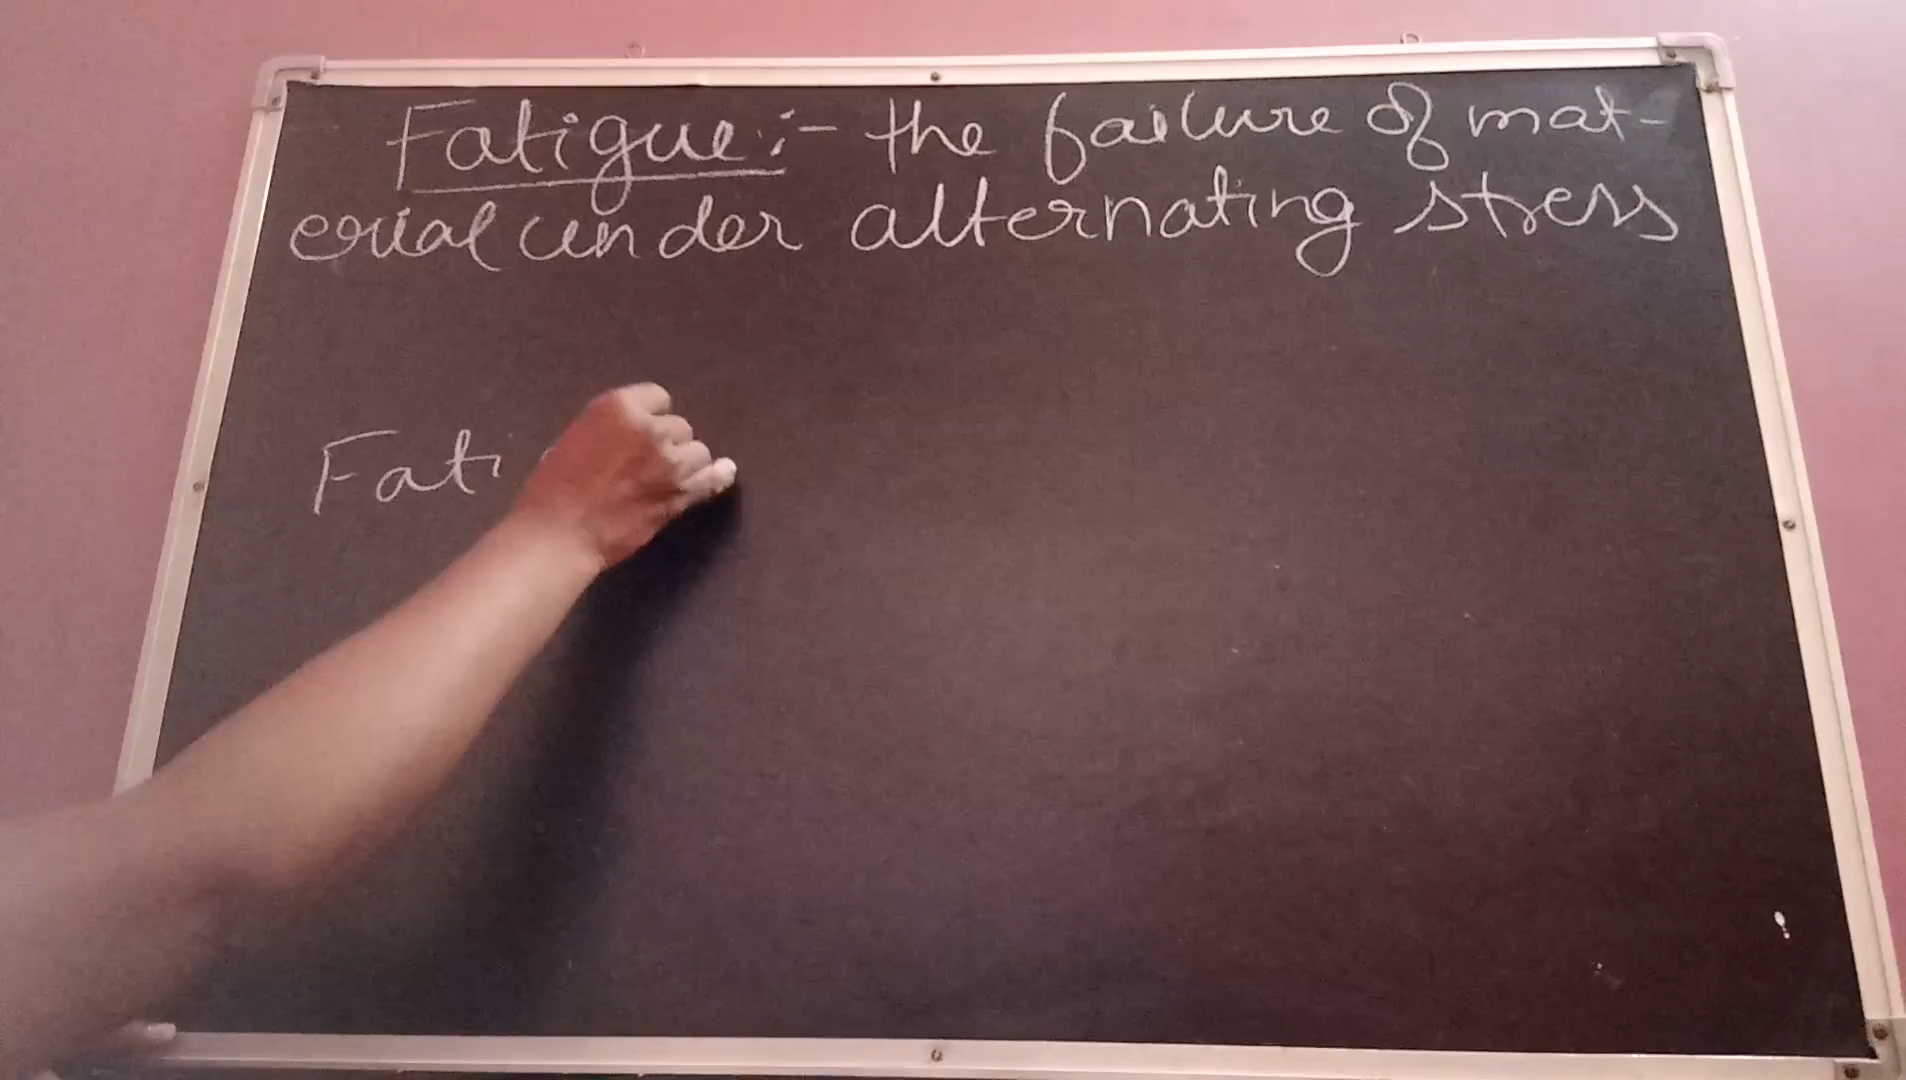 Fatigue:- the failure of mat-
erial under alternating stress
Fati